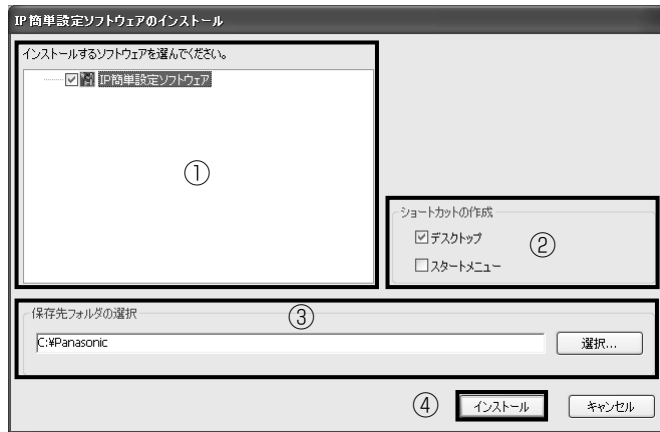 IP簡単設定ソフトウェアのインストール
インストールするソフトウェアを選んでください。
IP簡単設定ソフトウェア
①
ショートカットの作成
デスクトップ
②
スタートメニュー
保存先フォルダの選択
③
C:¥Panasonic
選択...
④
インストール
キャンセル